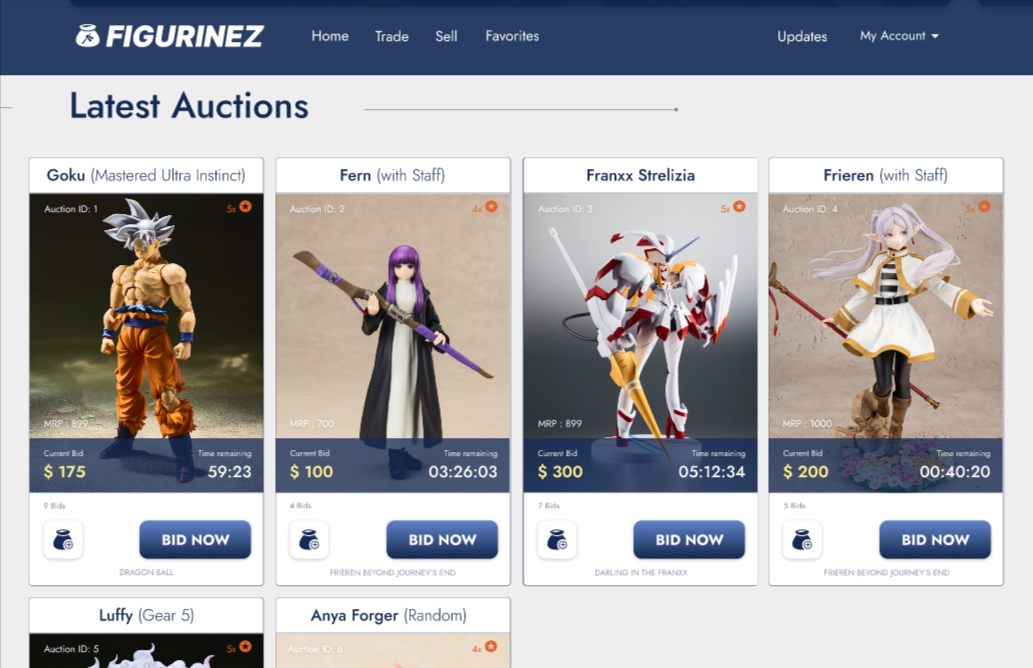 FIGURINEZ
Home Trade Sell Favorites Updates My Account
Latest Auctions
Goku (Mastered Ultra Instinct)
Auction ID: 1 5x
MRP : 899
Current Bid Time remaining
$ 175 59:23
9 Bids
BID NOW
DRAGON BALL
Fern (with Staff)
Auction ID: 2 4x
MRP : 700
Current Bid Time remaining
$ 100 03:26:03
4 Bids
BID NOW
FRIEREN BEYOND JOURNEY'S END
Franxx Strelizia
Auction ID: 3 5x
MRP : 899
Current Bid Time remaining
$ 300 05:12:34
7 Bids
BID NOW
DARLING IN THE FRANXX
Frieren (with Staff)
Auction ID: 4 5x
MRP : 1000
Current Bid Time remaining
$ 200 00:40:20
5 Bids
BID NOW
FRIEREN BEYOND JOURNEY'S END
Luffy (Gear 5)
Auction ID: 5 5x
Anya Forger (Random)
Auction ID: 6 4x